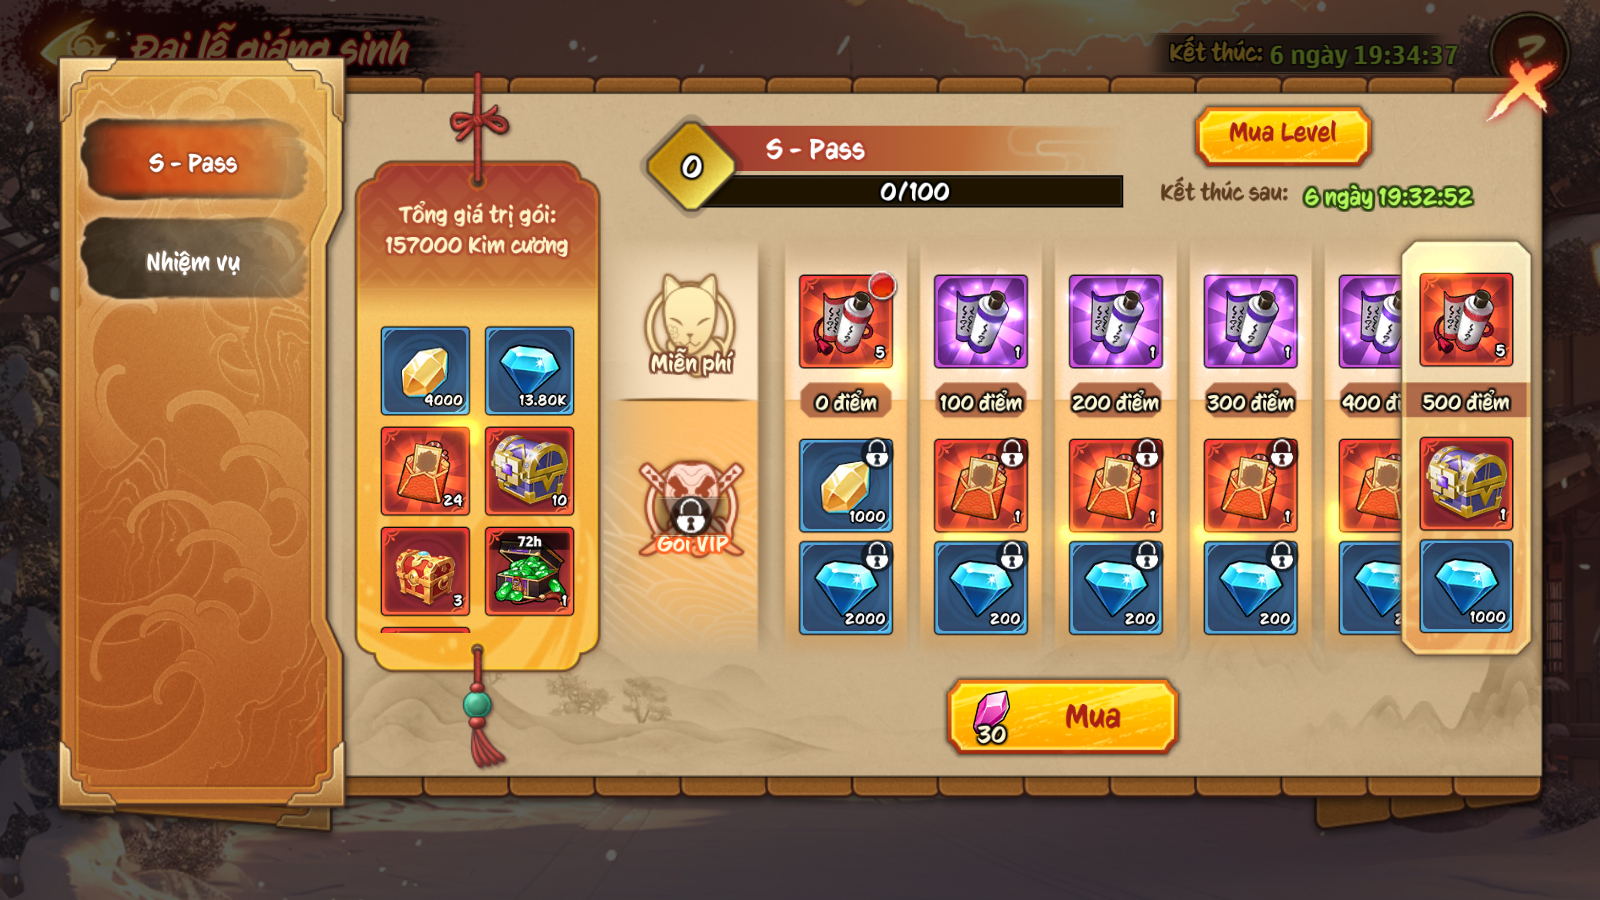 Đại lễ giáng sinh
Kết thúc: 6 ngày 19:34:37
?
S - Pass
Nhiệm vụ
Tổng giá trị gói:
157000 Kim cương
4000
13.80K
24
10
3
72h
1
0
S - Pass
0/100
Mua Level
Kết thúc sau: 6 ngày 19:32:52
Miễn phí
Gói VIP
5
1
1
1
5
0 điểm
100 điểm
200 điểm
300 điểm
400 đi
500 điểm
1000
1
1
1
1
2000
200
200
200
2
1000
30
Mua